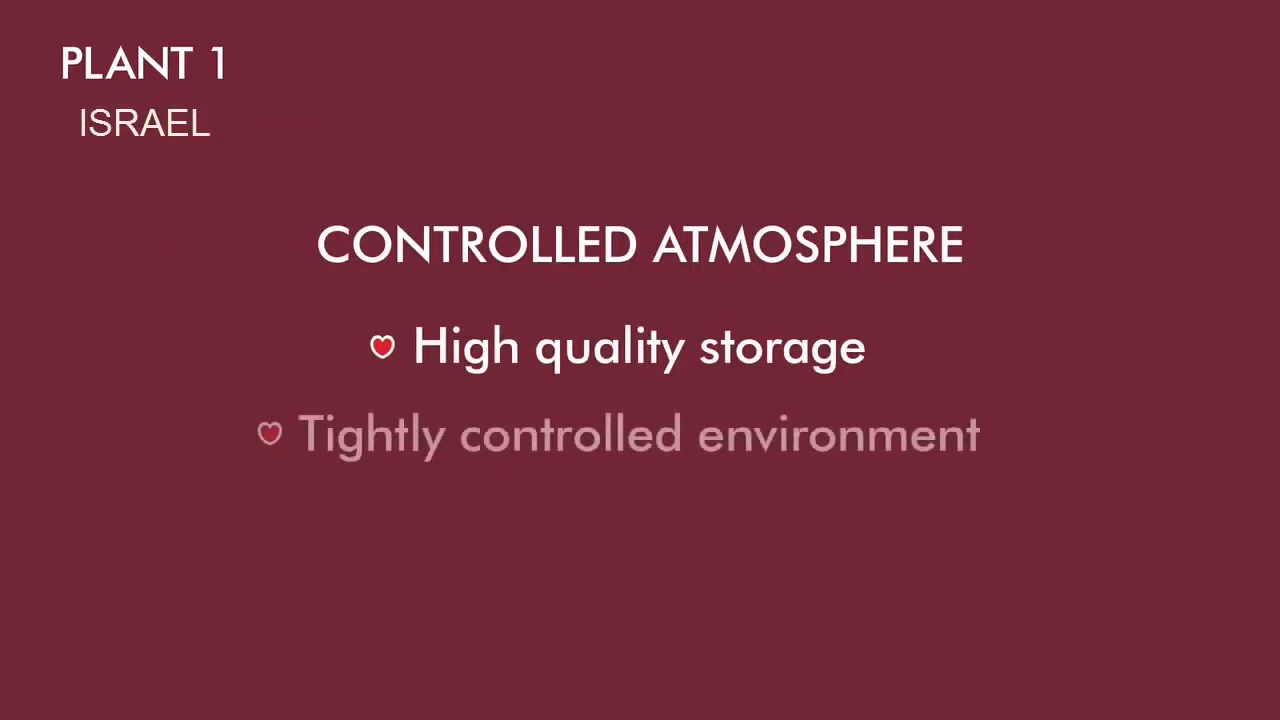 PLANT 1
ISRAEL
CONTROLLED ATMOSPHERE
High quality storage
Tightly controlled environment